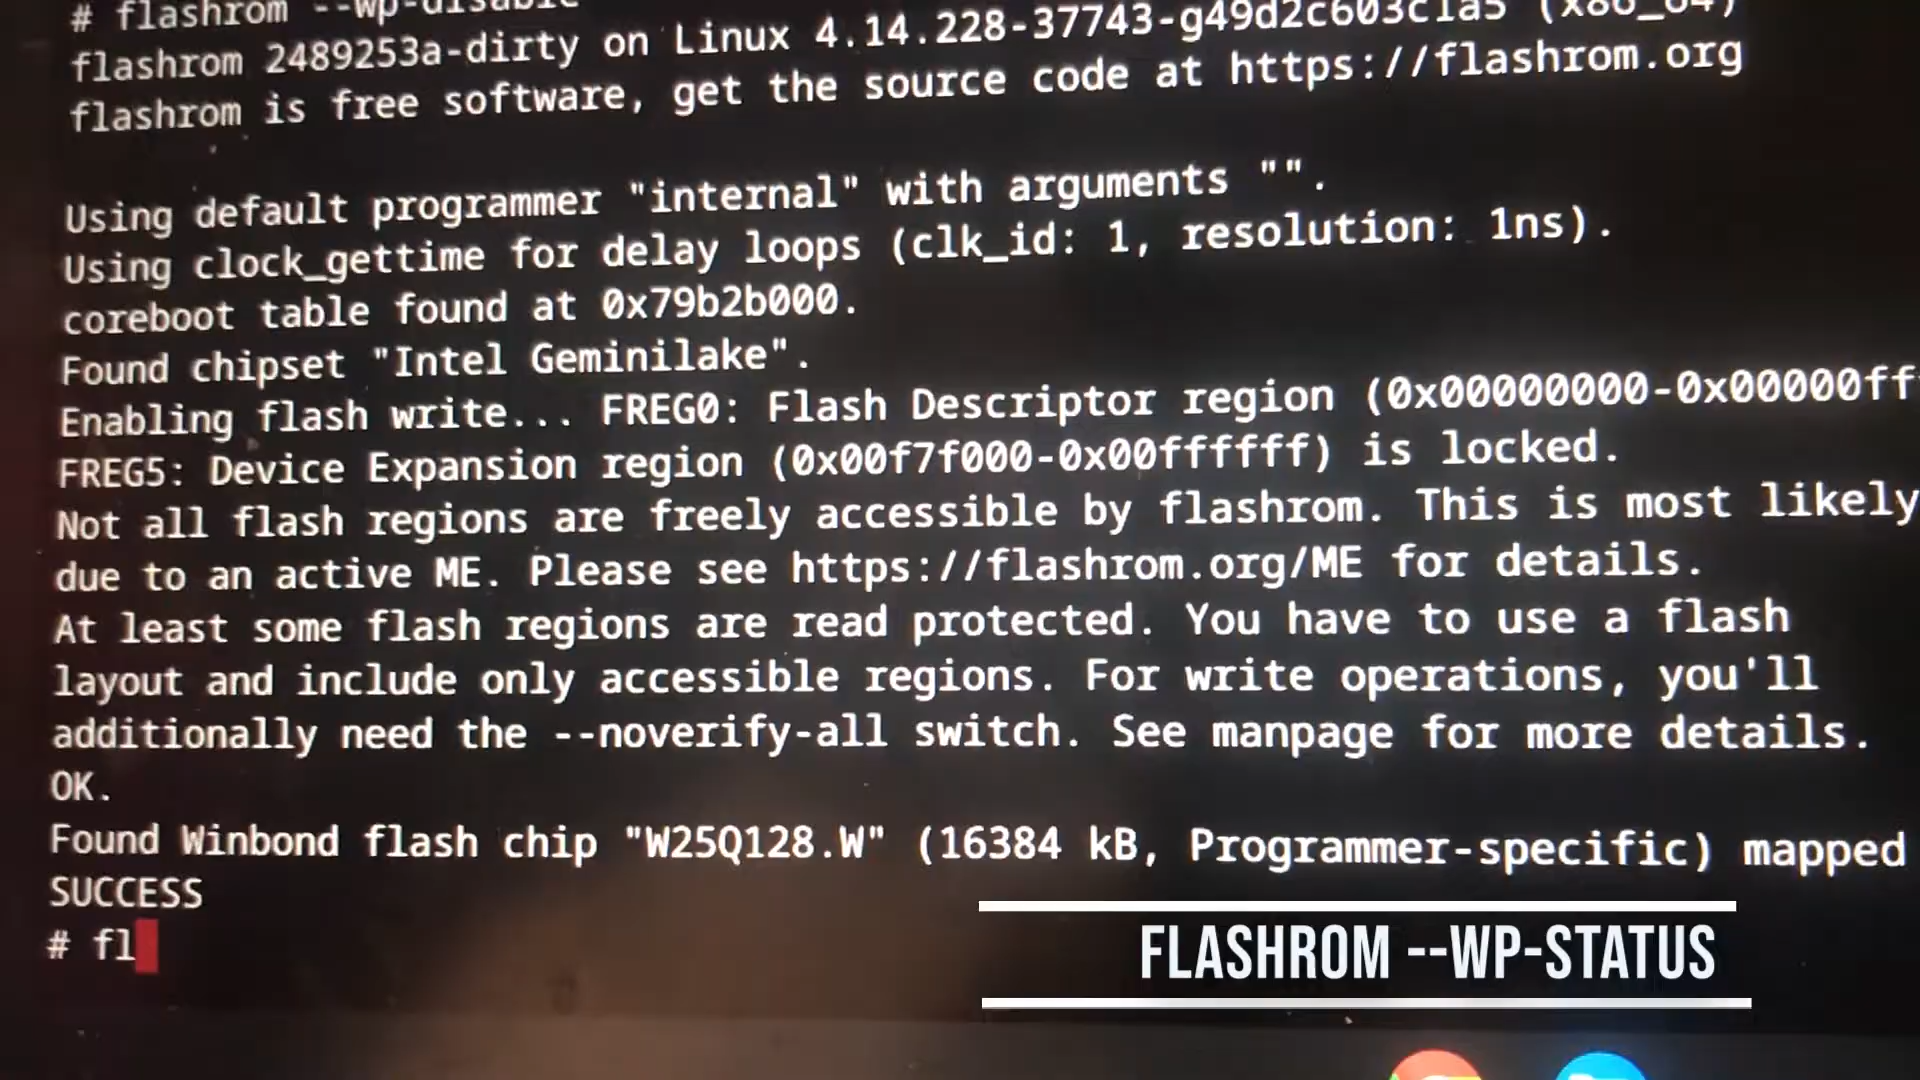 # flashrom --wp-disable
flashrom 2489253a-dirty on Linux 4.14.228-37743-g49d2c603c1a5 (x86_64)
flashrom is free software, get the source code at https://flashrom.org
Using default programmer "internal" with arguments "".
Using clock_gettime for delay loops (clk_id: 1, resolution: 1ns).
coreboot table found at 0x79b2b000.
Found chipset "Intel Geminilake".
Enabling flash write... FREG0: Flash Descriptor region (0x00000000-0x00000fff
FREG5: Device Expansion region (0x00f7f000-0x00ffffff) is locked.
Not all flash regions are freely accessible by flashrom. This is most likely
due to an active ME. Please see https://flashrom.org/ME for details.
At least some flash regions are read protected. You have to use a flash
layout and include only accessible regions. For write operations, you'll
additionally need the --noverify-all switch. See manpage for more details.
OK.
Found Winbond flash chip "W25Q128.W" (16384 kB, Programmer-specific) mapped
SUCCESS
# fl
FLASHROM --WP-STATUS